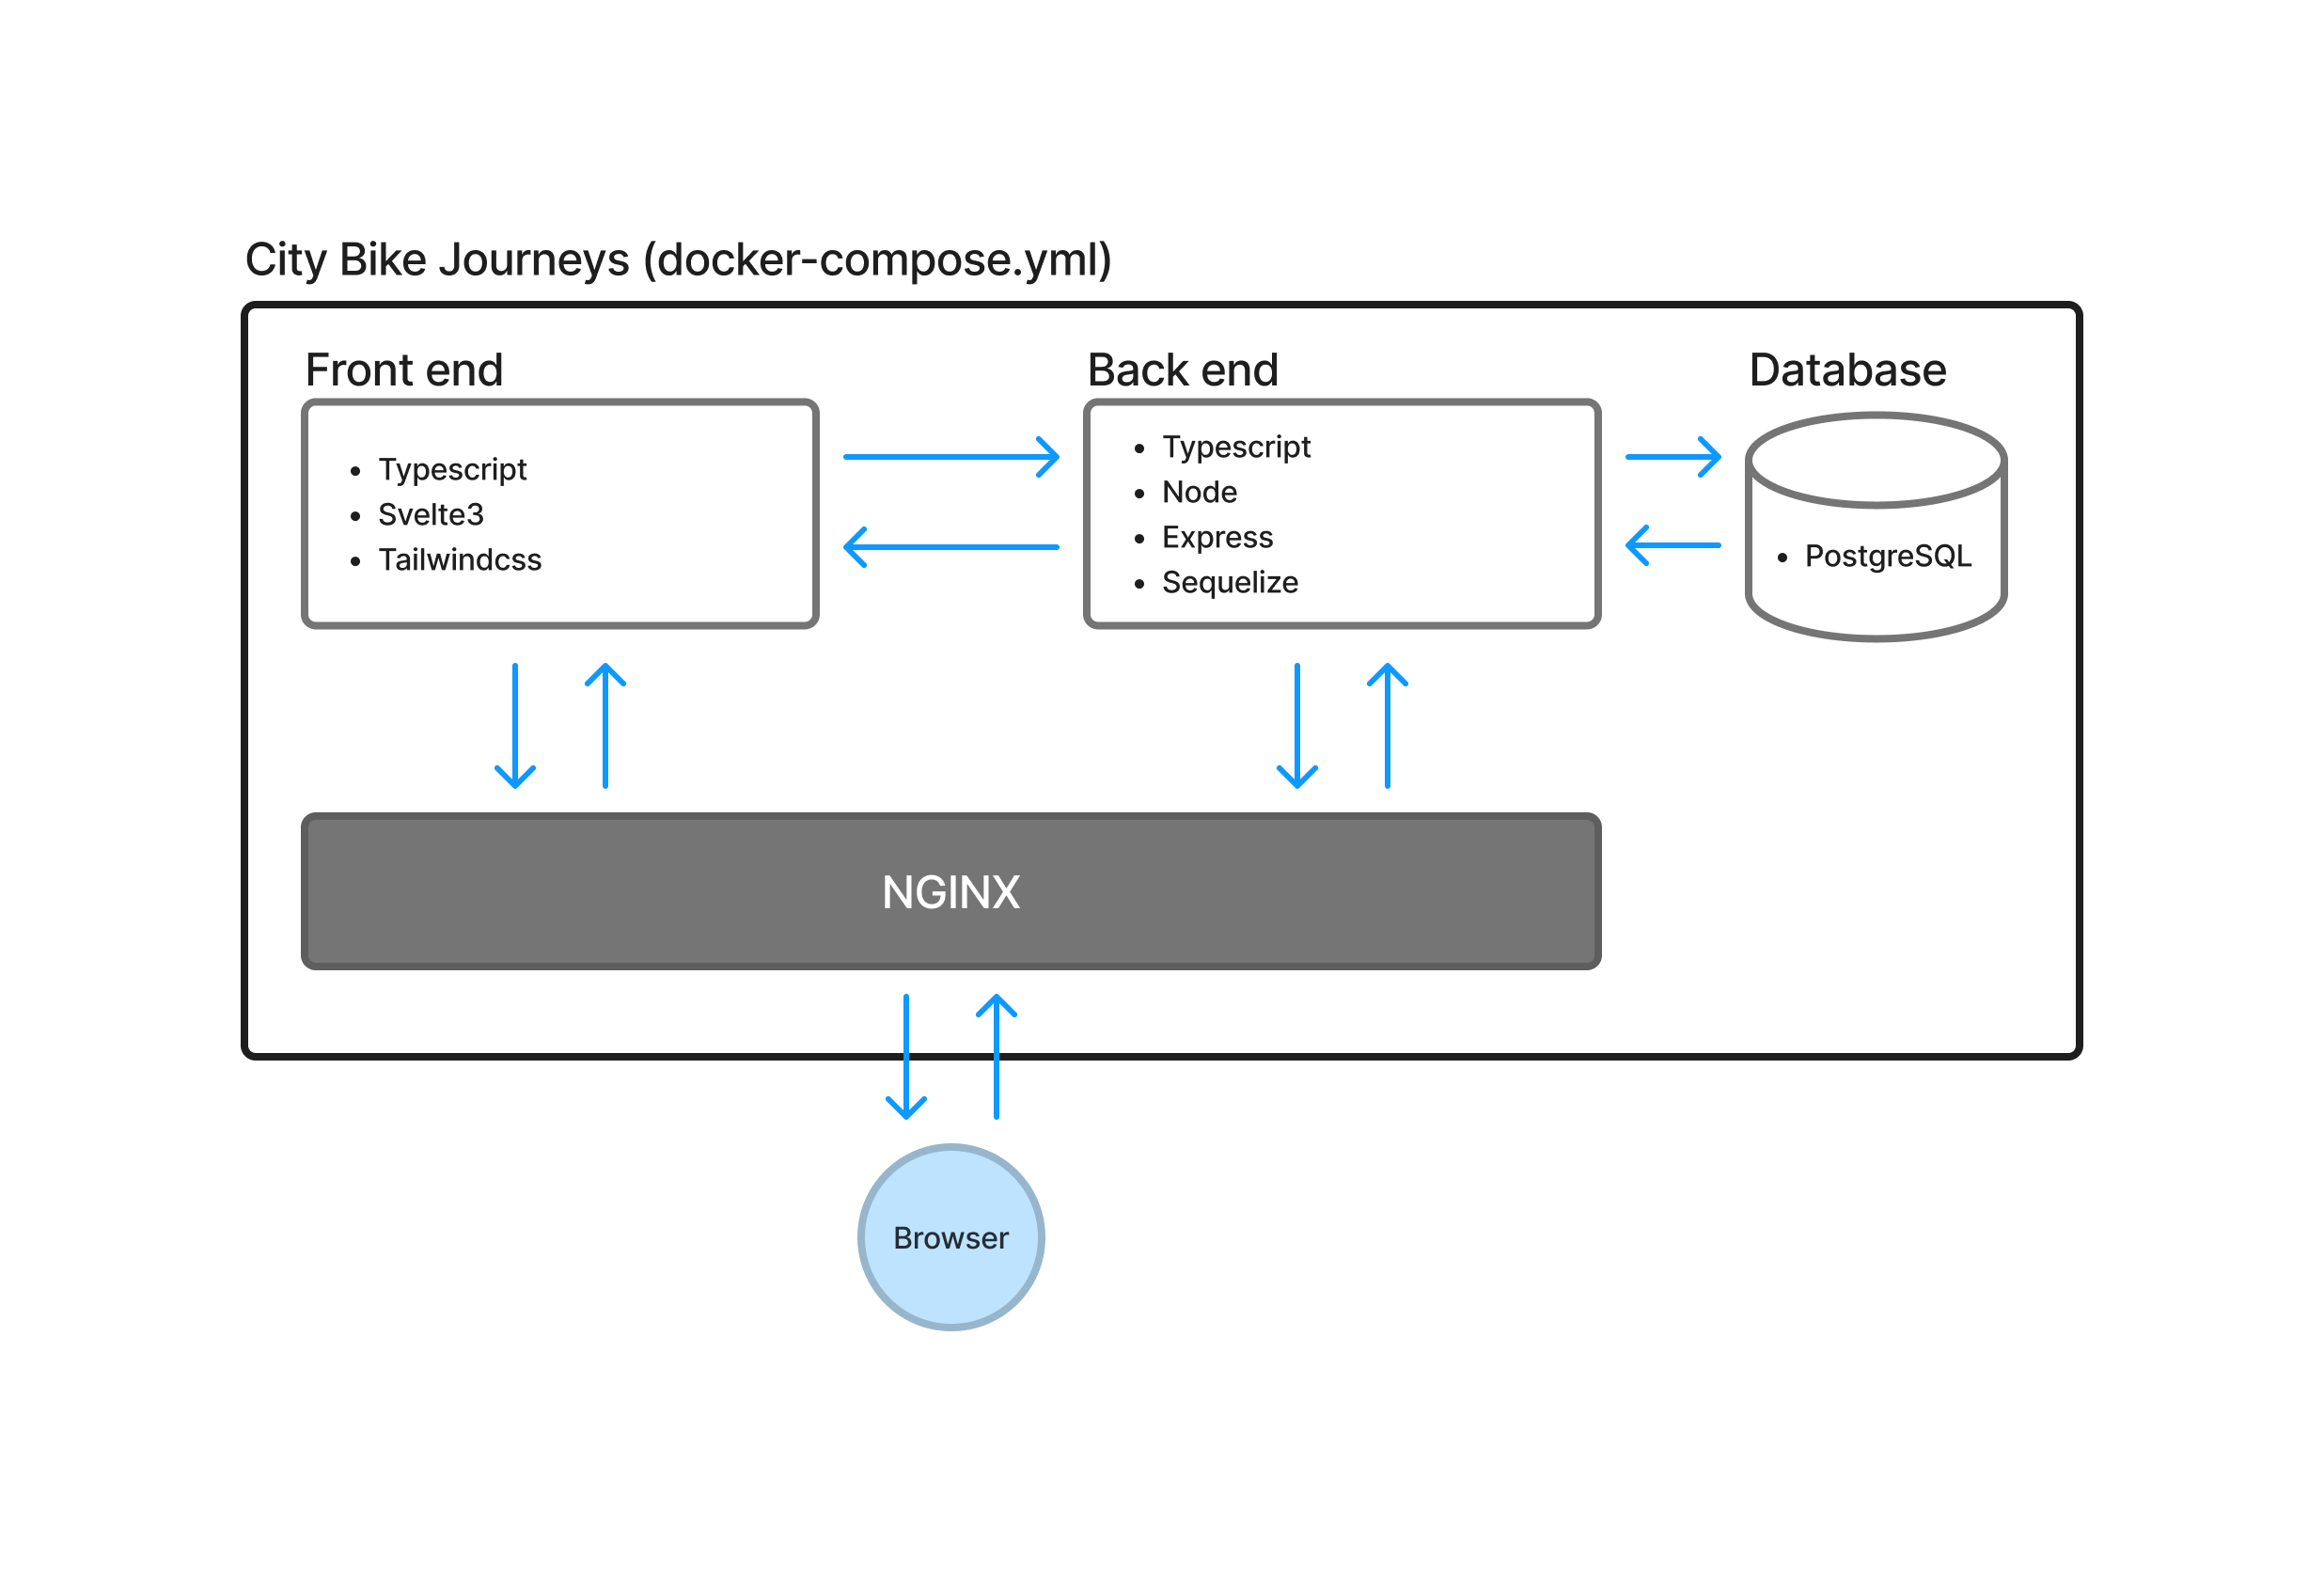 City Bike Journeys (docker-compose.yml)
Front end
Typescript
Svelte3
Tailwindcss
Back end
Typescript
Node
Express
Sequelize
Database
PostgreSQL
NGINX
Browser